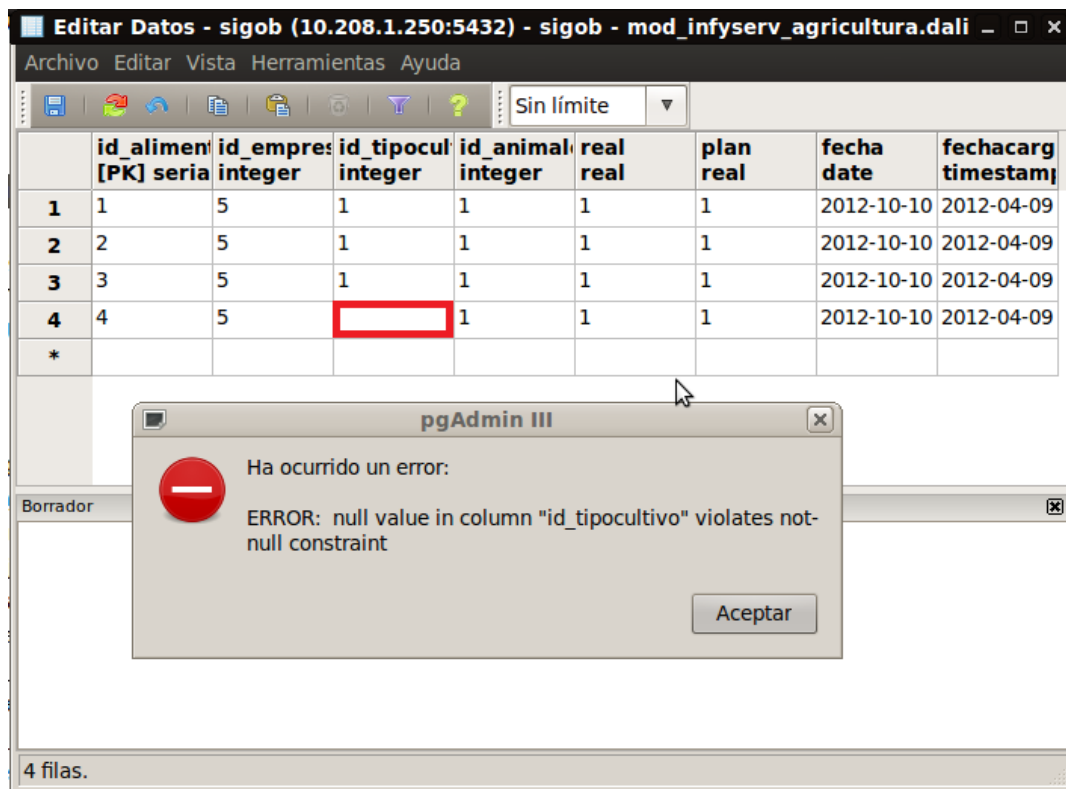 Editar Datos - sigob (10.208.1.250:5432) - sigob - mod_infyserv_agricultura.dali
Archivo Editar Vista Herramientas Ayuda
Sin límite
id_aliment id_empres id_tipocul id_animale real plan fecha fechacarg
[PK] seria integer integer integer real real date timestamp
1 1 5 1 1 1 1 2012-10-10 2012-04-09
2 2 5 1 1 1 1 2012-10-10 2012-04-09
3 3 5 1 1 1 1 2012-10-10 2012-04-09
4 4 5 1 1 1 2012-10-10 2012-04-09
*
pgAdmin III
Ha ocurrido un error:
ERROR: null value in column "id_tipocultivo" violates not-
null constraint
Aceptar
Borrador
4 filas.